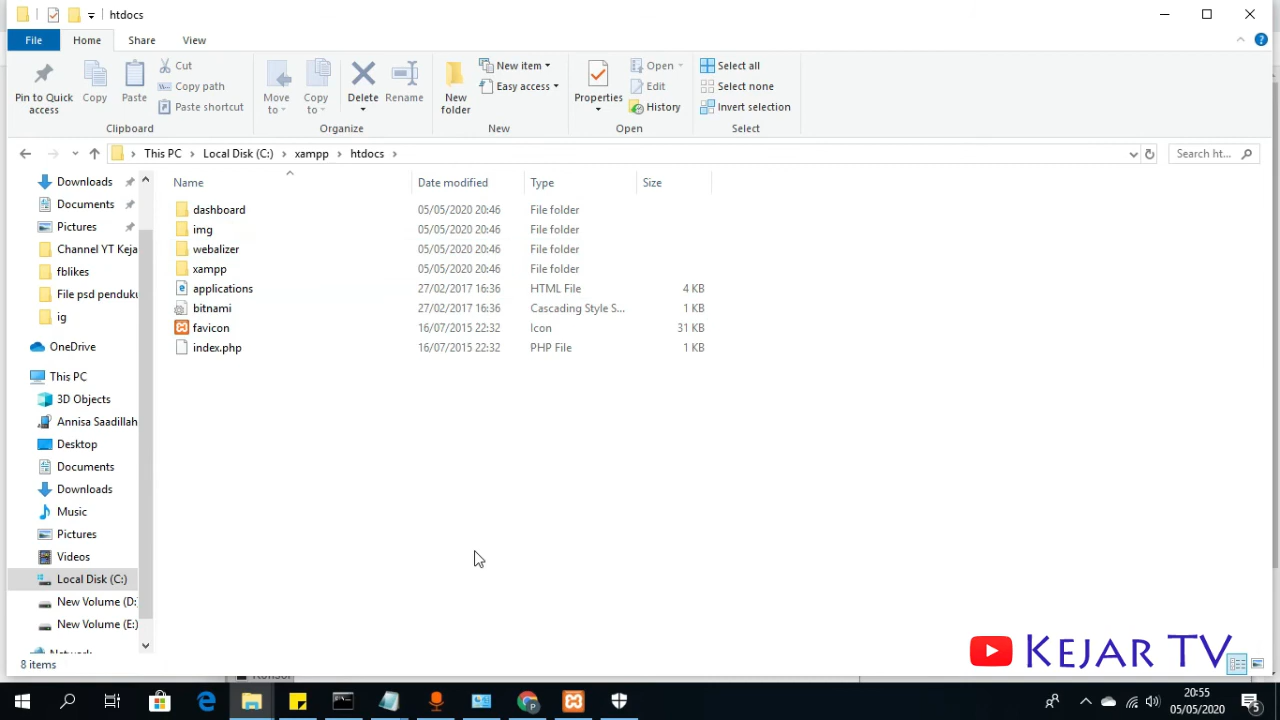 htdocs
File Home Share View
Pin to Quick access
Copy
Paste
Cut
Copy path
Paste shortcut
Clipboard
Move to
Copy to
Delete
Rename
Organize
New folder
New item
Easy access
New
Properties
Open
Edit
History
Open
Select all
Select none
Invert selection
Select
This PC > Local Disk (C:) > xampp > htdocs >
Search ht...
Downloads
Documents
Pictures
Channel YT Keja
fblikes
File psd penduku
ig
OneDrive
This PC
3D Objects
Annisa Saadillah
Desktop
Documents
Downloads
Music
Pictures
Videos
Local Disk (C:)
New Volume (D:
New Volume (E:)
Network
Name Date modified Type Size
dashboard 05/05/2020 20:46 File folder
img 05/05/2020 20:46 File folder
webalizer 05/05/2020 20:46 File folder
xampp 05/05/2020 20:46 File folder
applications 27/02/2017 16:36 HTML File 4 KB
bitnami 27/02/2017 16:36 Cascading Style S... 1 KB
favicon 16/07/2015 22:32 Icon 31 KB
index.php 16/07/2015 22:32 PHP File 1 KB
8 items
KEJAR TV
20:55
05/05/2020
5